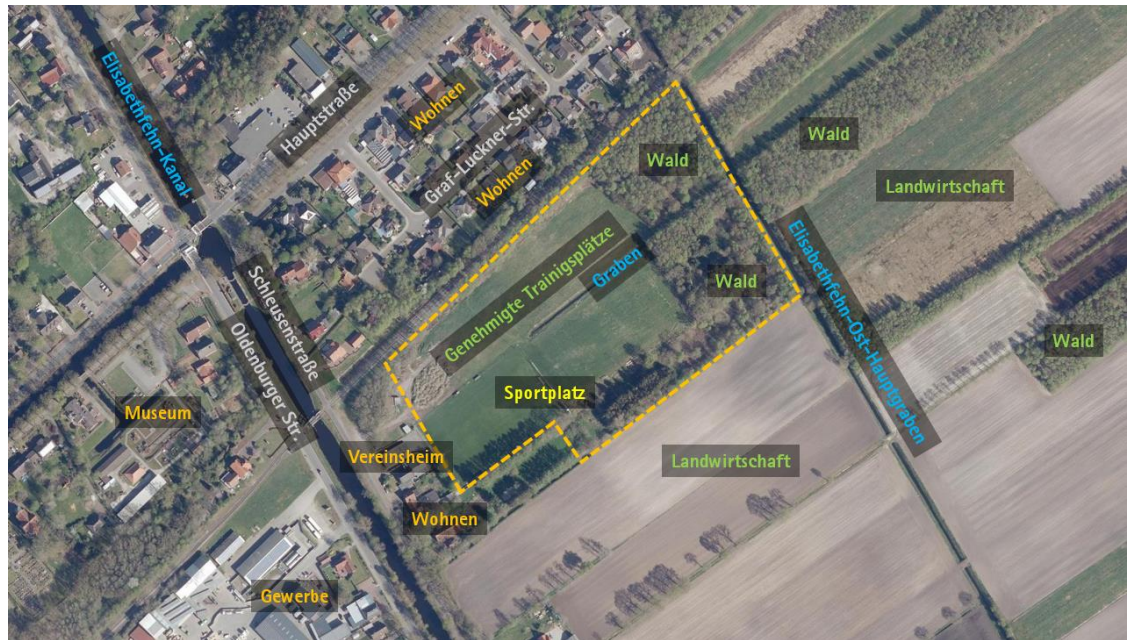 Elisabethfehn-Kanal
Hauptstraße
Wohnen
Graf-Luckner-Str.
Wohnen
Wald
Wald
Landwirtschaft
Genehmigte Trainigsplätze
Graben
Wald
Elisabethfehn-Ost-Hauptgraben
Schleusenstraße
Oldenburger Str.
Wald
Sportplatz
Museum
Vereinsheim
Landwirtschaft
Wohnen
Gewerbe